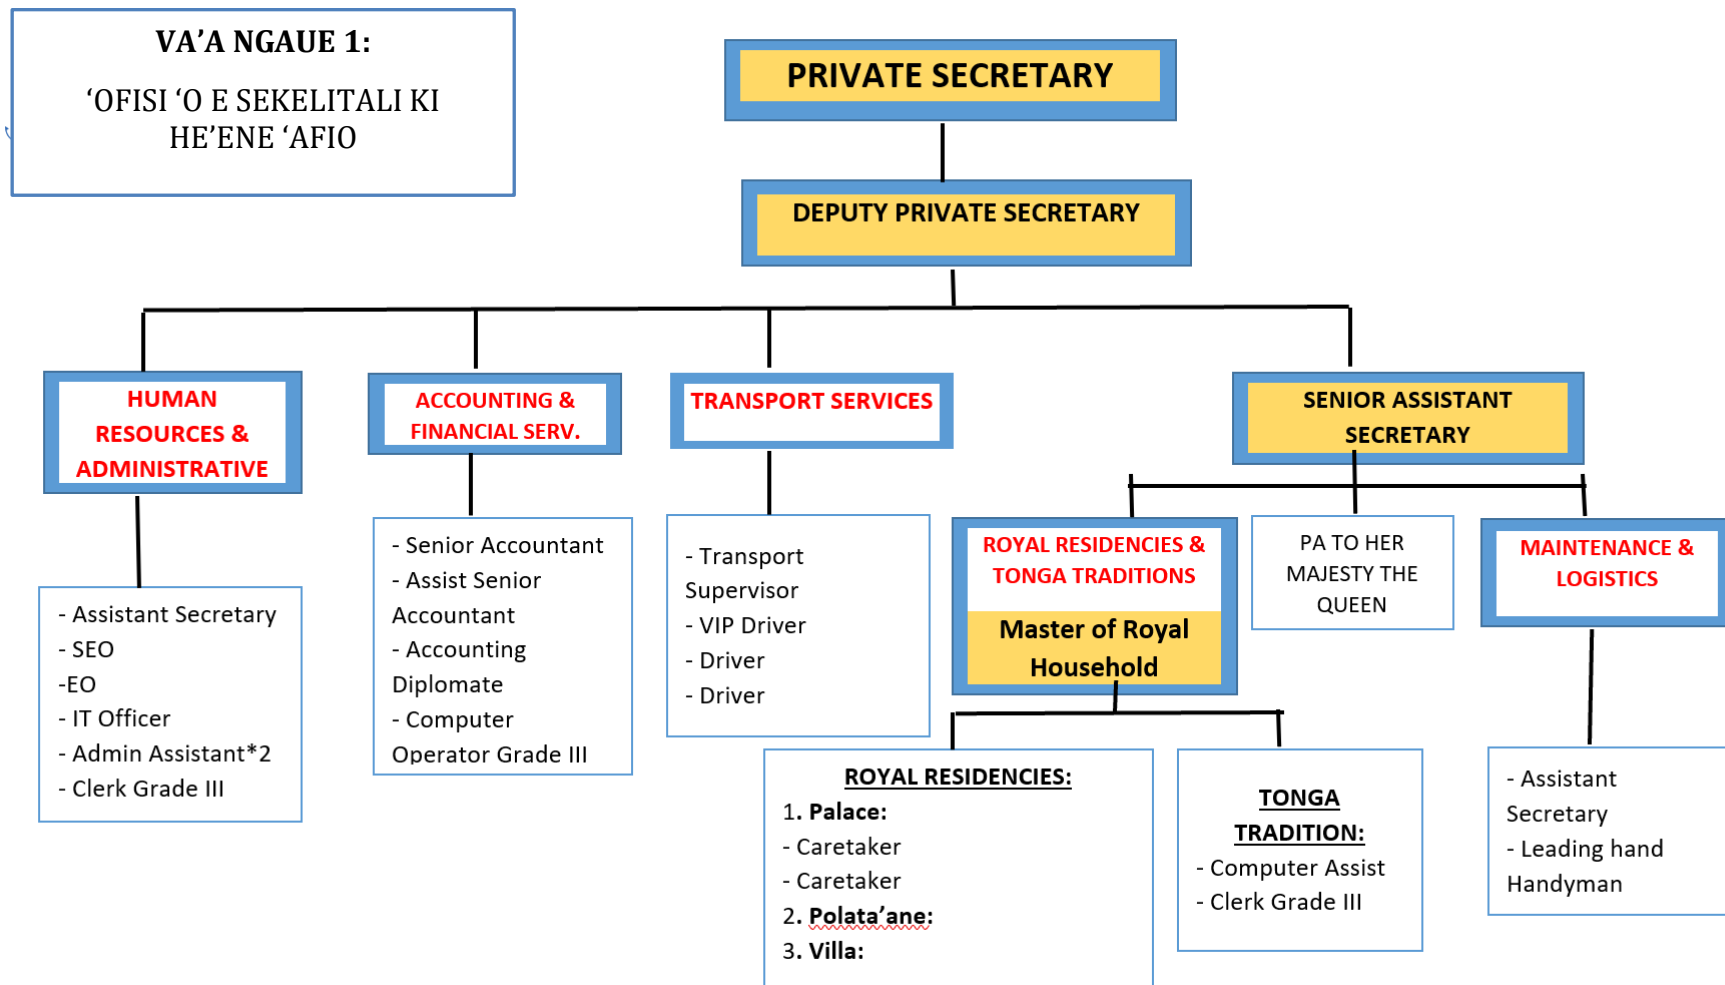 VA’A NGAUE 1:
‘OFISI ‘O E SEKELITALI KI
HE’ENE ‘AFIO
PRIVATE SECRETARY
DEPUTY PRIVATE SECRETARY
HUMAN
RESOURCES &
ADMINISTRATIVE
ACCOUNTING &
FINANCIAL SERV.
TRANSPORT SERVICES
SENIOR ASSISTANT
SECRETARY
- Assistant Secretary
- SEO
-EO
- IT Officer
- Admin Assistant*2
- Clerk Grade III
- Senior Accountant
- Assist Senior
Accountant
- Accounting
Diplomate
- Computer
Operator Grade III
- Transport
Supervisor
- VIP Driver
- Driver
- Driver
ROYAL RESIDENCIES &
TONGA TRADITIONS
Master of Royal
Household
PA TO HER
MAJESTY THE
QUEEN
MAINTENANCE &
LOGISTICS
ROYAL RESIDENCIES:
1. Palace:
- Caretaker
- Caretaker
2. Polata’ane:
3. Villa:
TONGA
TRADITION:
- Computer Assist
- Clerk Grade III
- Assistant
Secretary
- Leading hand
Handyman